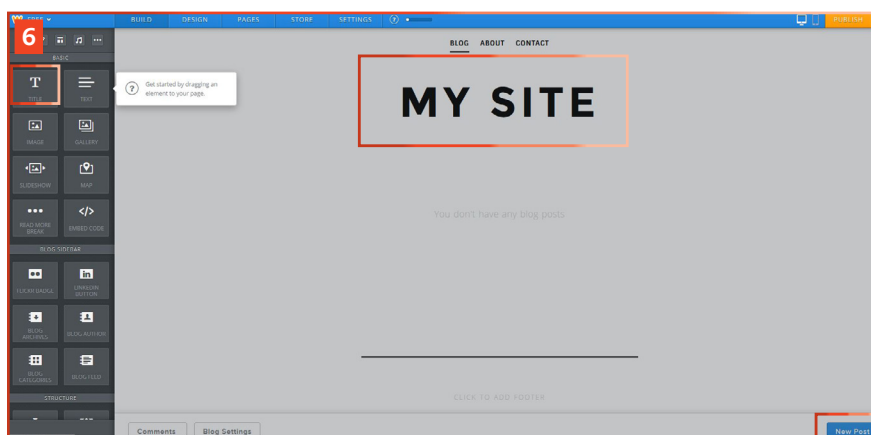 6
FREE
BUILD DESIGN PAGES STORE SETTINGS ?
PUBLISH
BASIC
TITLE TEXT
? Get started by dragging an
element to your page.
IMAGE GALLERY
SLIDESHOW MAP
READ MORE
BREAK
EMBED CODE
BLOG SIDEBAR
FLICKR BADGE
LINKEDIN
BUTTON
BLOG
ARCHIVES
BLOG AUTHOR
BLOG
CATEGORIES
BLOG FEED
STRUCTURE
BLOG ABOUT CONTACT
MY SITE
You don't have any blog posts
CLICK TO ADD FOOTER
Comments Blog Settings
New Post